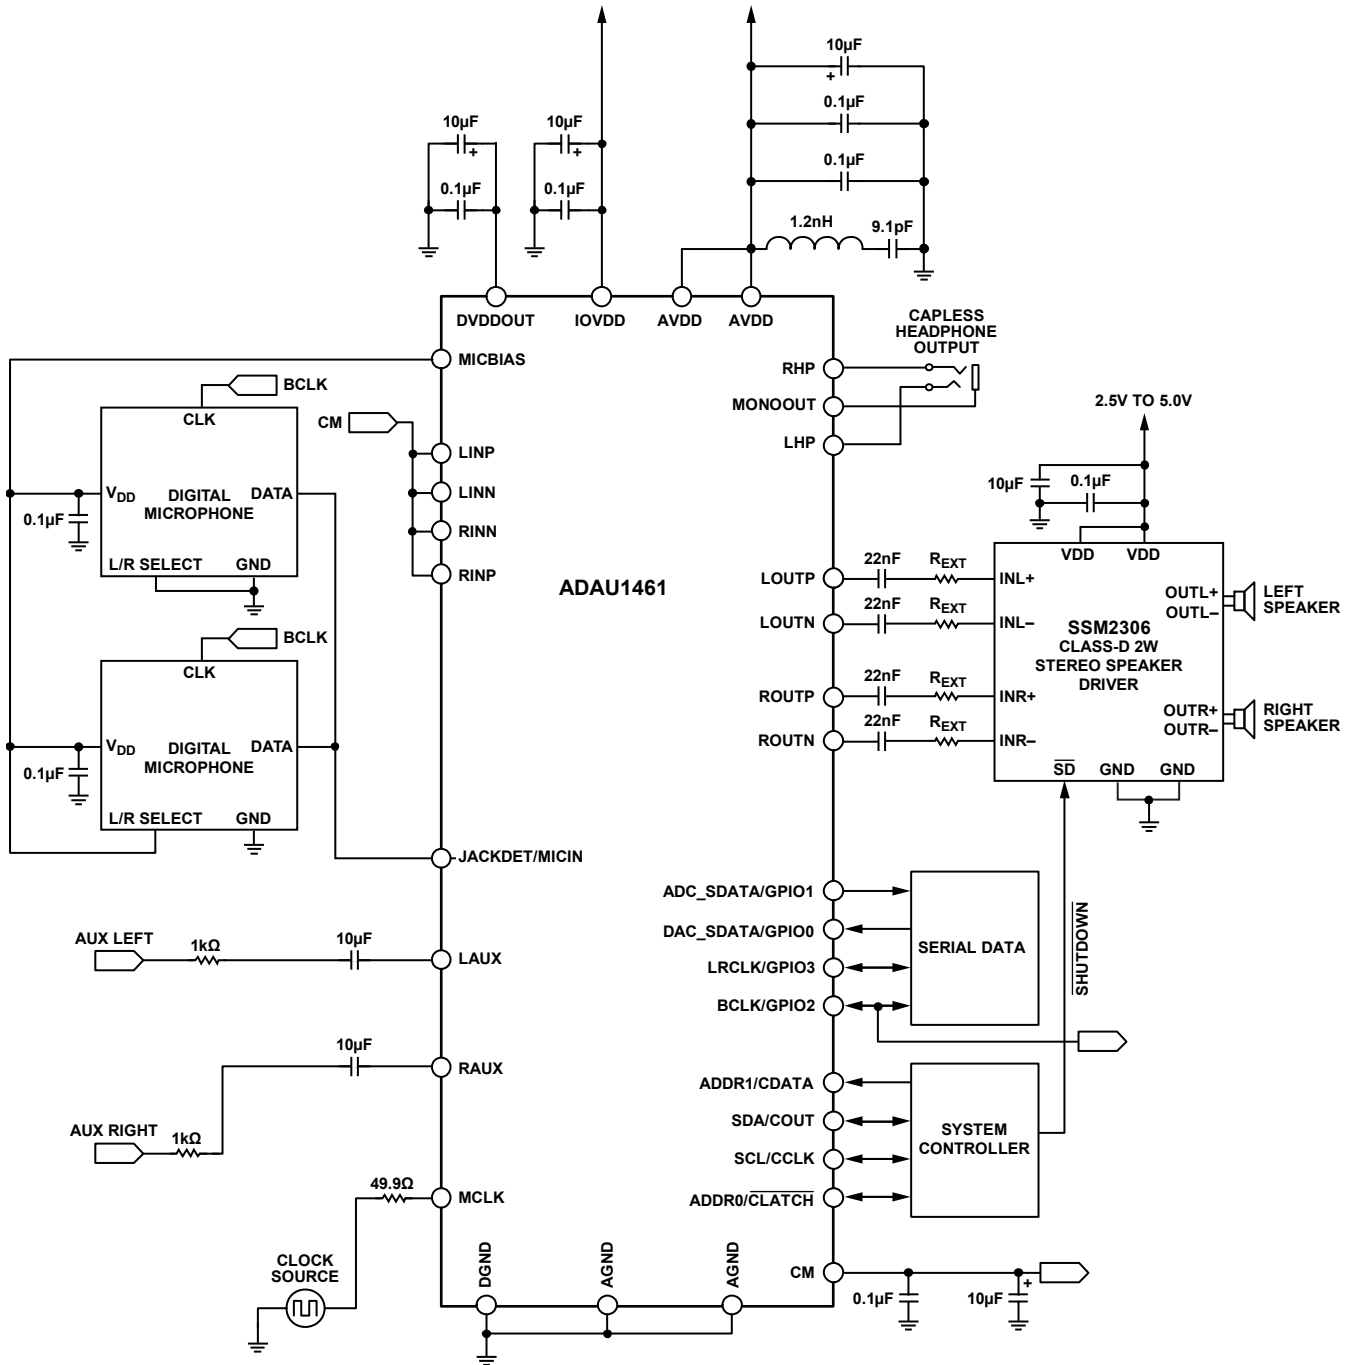 10µF
0.1µF
0.1µF
10µF
0.1µF
10µF
0.1µF
1.2nH
9.1pF
DVDDOUT
IOVDD
AVDD
AVDD
MICBIAS
BCLK
CLK
CM
LINP
LINN
RINN
RINP
VDD
DIGITAL
MICROPHONE
DATA
0.1µF
L/R SELECT
GND
BCLK
CLK
VDD
DIGITAL
MICROPHONE
DATA
0.1µF
L/R SELECT
GND
JACKDET/MICIN
AUX LEFT
1kΩ
10µF
LAUX
10µF
RAUX
AUX RIGHT
1kΩ
49.9Ω
MCLK
CLOCK
SOURCE
DGND
AGND
AGND
ADAU1461
CAPLESS
HEADPHONE
OUTPUT
RHP
MONOOUT
LHP
2.5V TO 5.0V
10µF
0.1µF
VDD
VDD
LOUTP
22nF
REXT
INL+
LOUTN
22nF
REXT
INL–
ROUTP
22nF
REXT
INR+
ROUTN
22nF
REXT
INR–
SSM2306
CLASS-D 2W
STEREO SPEAKER
DRIVER
OUTL+
OUTL–
LEFT
SPEAKER
OUTR+
OUTR–
RIGHT
SPEAKER
SD
GND
GND
SHUTDOWN
ADC_SDATA/GPIO1
DAC_SDATA/GPIO0
LRCLK/GPIO3
BCLK/GPIO2
SERIAL DATA
ADDR1/CDATA
SDA/COUT
SCL/CCLK
ADDR0/CLATCH
SYSTEM
CONTROLLER
CM
0.1µF
10µF